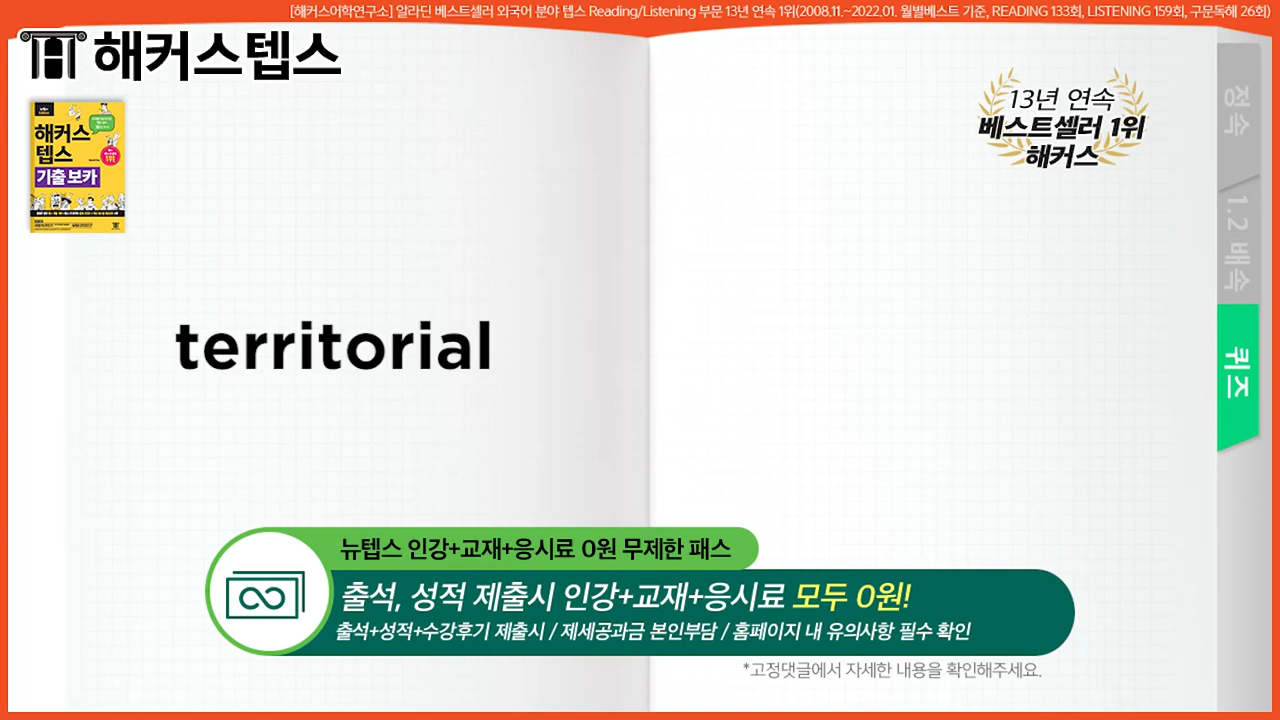 [해커스어학연구소] 알라딘 베스트셀러 외국어 분야 텝스 Reading/Listening 부문 13년 연속 1위(2008.11.~2022.01. 월별베스트 기준, READING 133회, LISTENING 159회, 구문독해 26회)
해커스텝스
해커스
텝스
기출 보카
13년 연속
베스트셀러 1위
해커스
정속
1.2 배속
퀴즈
territorial
뉴텝스 인강+교재+응시료 0원 무제한 패스
출석, 성적 제출시 인강+교재+응시료 모두 0원!
출석+성적+수강후기 제출시 / 제세공과금 본인부담 / 홈페이지 내 유의사항 필수 확인
*고정댓글에서 자세한 내용을 확인해주세요.